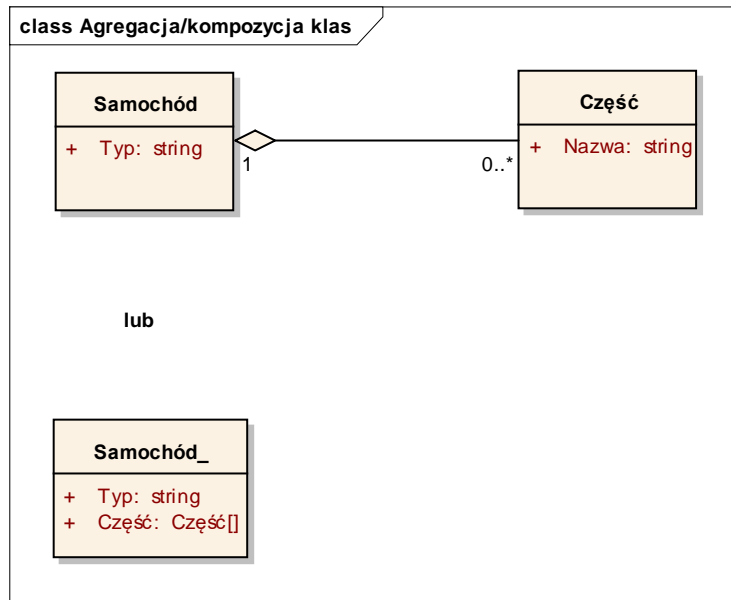 class Agregacja/kompozycja klas
Samochód
+ Typ: string
1
0..*
Część
+ Nazwa: string
lub
Samochód_
+ Typ: string
+ Część: Część[]